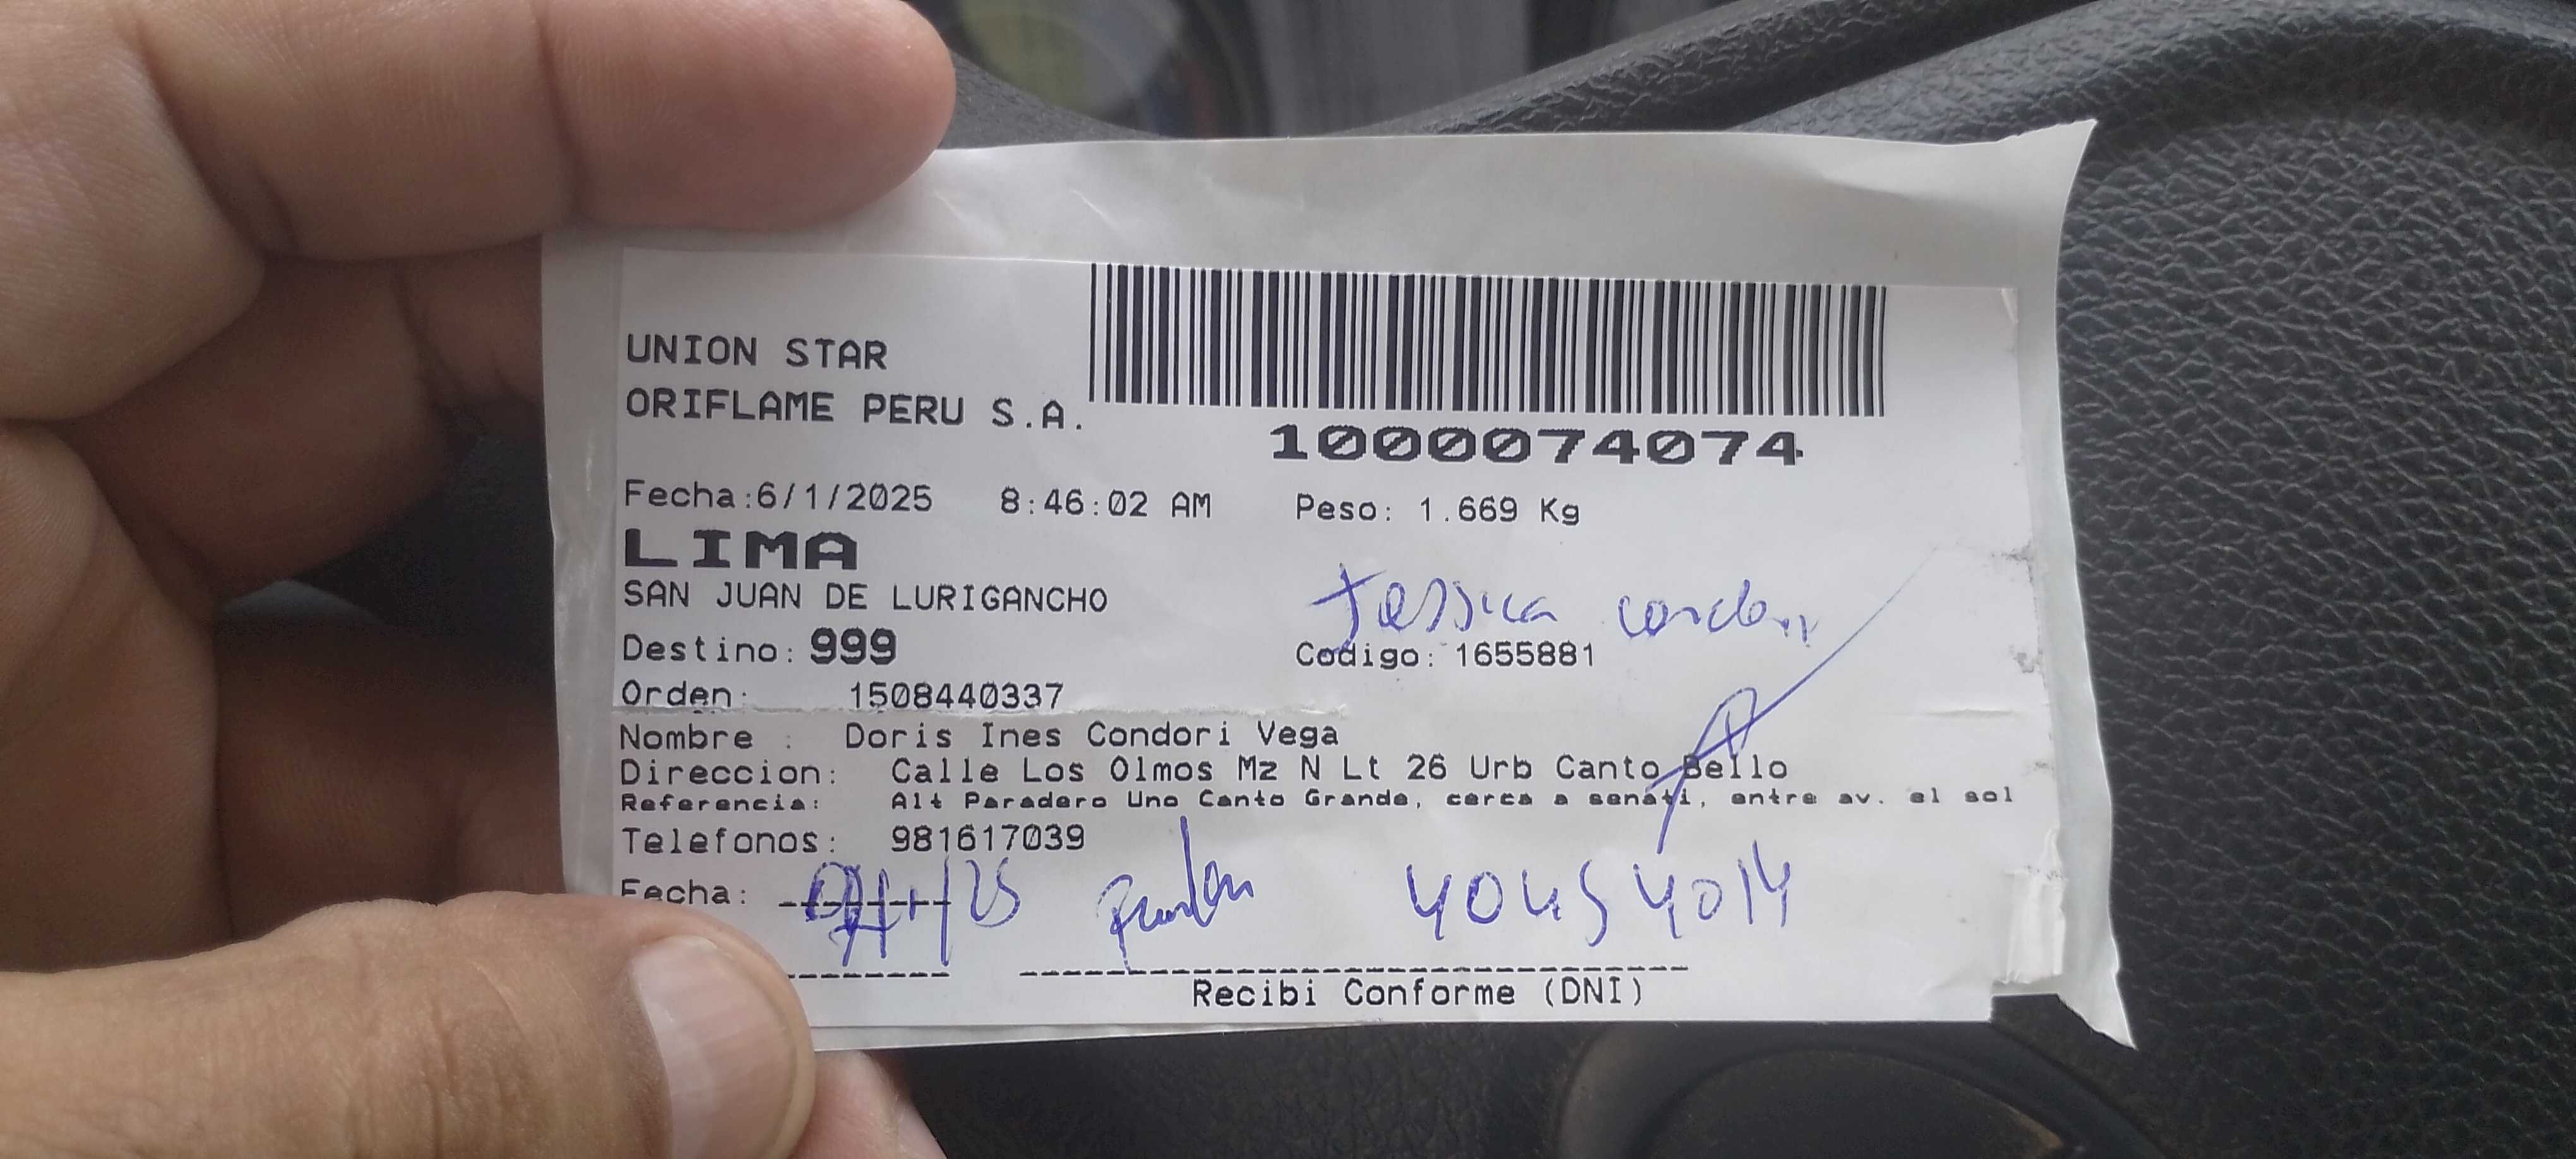 UNION STAR
ORIFLAME PERU S.A.
1000074074
Fecha:6/1/2025 8:46:02 AM Peso: 1.669 Kg
LIMA
SAN JUAN DE LURIGANCHO
Jessica Condori
Destino: 999 Codigo: 1655881
Orden: 1508440337
Nombre : Doris Ines Condori Vega
Direccion: Calle Los Olmos Mz N Lt 26 Urb Canto Bello
Referencia: Alt Paradero Uno Canto Grande, cerca a senati, entre av. el sol
Telefonos: 981617039
Fecha: 40454014
Recibi Conforme (DNI)